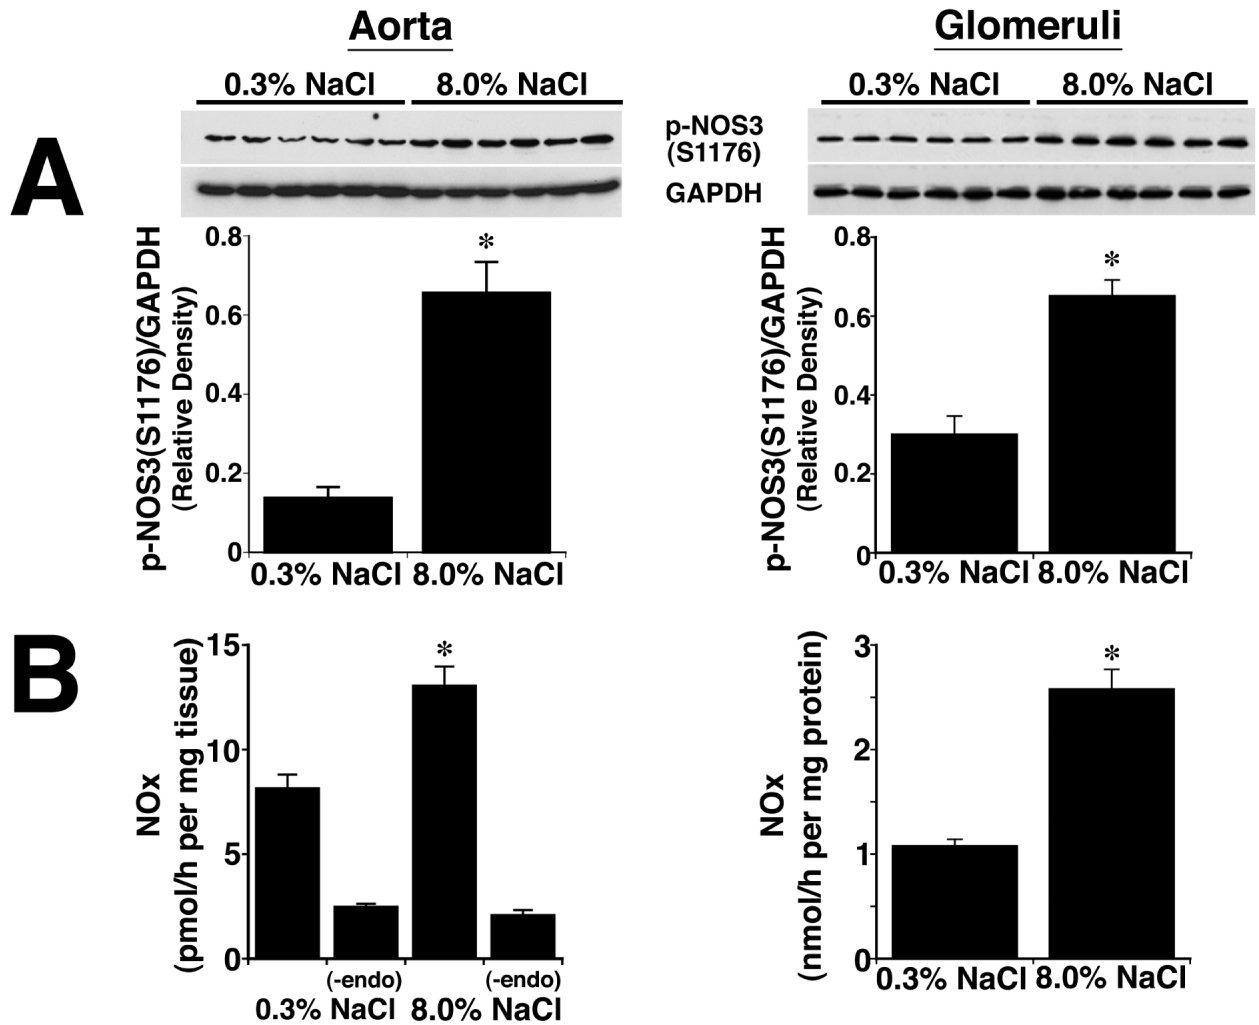 Aorta
Glomeruli
0.3% NaCl 8.0% NaCl
0.3% NaCl 8.0% NaCl
A
p-NOS3
(S1176)
GAPDH
p-NOS3(S1176)/GAPDH
(Relative Density)
0.8
0.6
0.4
0.2
0
*
0.3% NaCl 8.0% NaCl
p-NOS3(S1176)/GAPDH
(Relative Density)
0.8
0.6
0.4
0.2
0
*
0.3% NaCl 8.0% NaCl
B
NOx
(pmol/h per mg tissue)
15
10
5
0
*
(-endo) (-endo)
0.3% NaCl 8.0% NaCl
NOx
(nmol/h per mg protein)
3
2
1
0
*
0.3% NaCl 8.0% NaCl